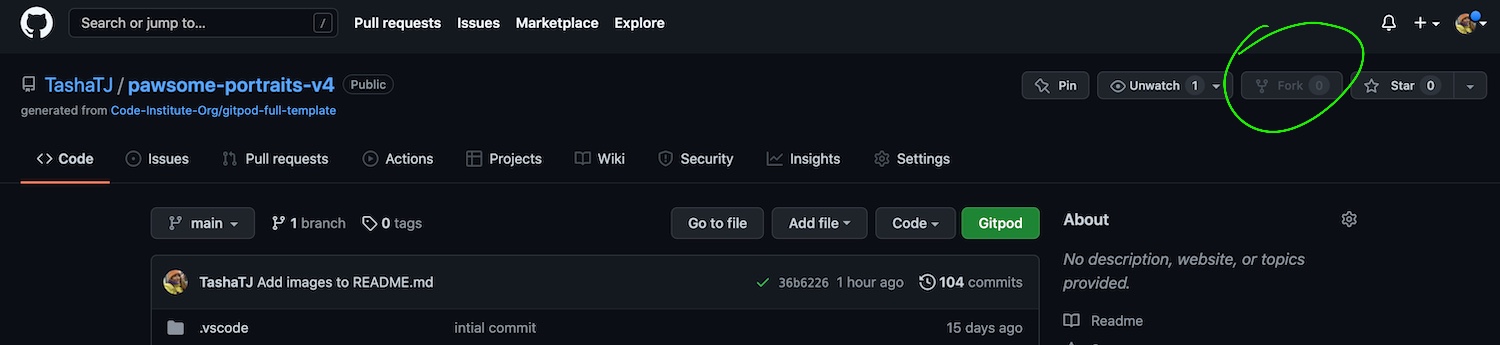 Search or jump to... / Pull requests Issues Marketplace Explore
TashaTJ / pawsome-portraits-v4 Public Pin Unwatch 1 Fork 0 Star 0
generated from Code-Institute-Org/gitpod-full-template
Code Issues Pull requests Actions Projects Wiki Security Insights Settings
main 1 branch 0 tags Go to file Add file Code Gitpod About
No description, website, or topics
provided.
TashaTJ Add images to README.md 36b6226 1 hour ago 104 commits
Readme
.vscode intial commit 15 days ago